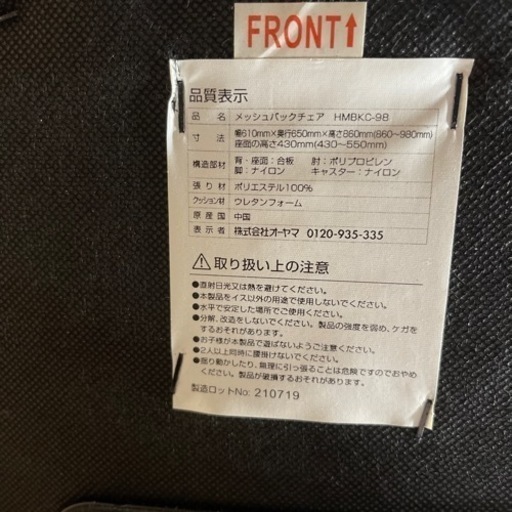 FRONT↑
品質表示
品名 メッシュバックチェア HMBKC-9B
寸法 幅610mm×奥行650mm×高さ860mm(860~980mm)
座面の高さ430mm(430~550mm)
構造部材 背・座面:合板 肘:ポリプロピレン
脚:ナイロン キャスター:ナイロン
張り材 ポリエステル100%
クッション材 ウレタンフォーム
原産国 中国
表示者 株式会社オーヤマ 0120-935-335
⚠取り扱い上の注意
●直射日光又は熱を避けてください。
●本製品をイス以外の用途で使用しないでください。
●水平で安定した場所でご使用ください。
●分解、改造をしないでください。製品の強度を弱め、ケガを
するおそれがあります。
●お子様が本製品で遊ばないようご注意ください。
●2人以上同時に腰掛けないでください。
●揺り動かしたり、無理に引っ張ることは危険ですのでおやめ
ください。製品が破損するおそれがあります。
製造ロットNo: 210719